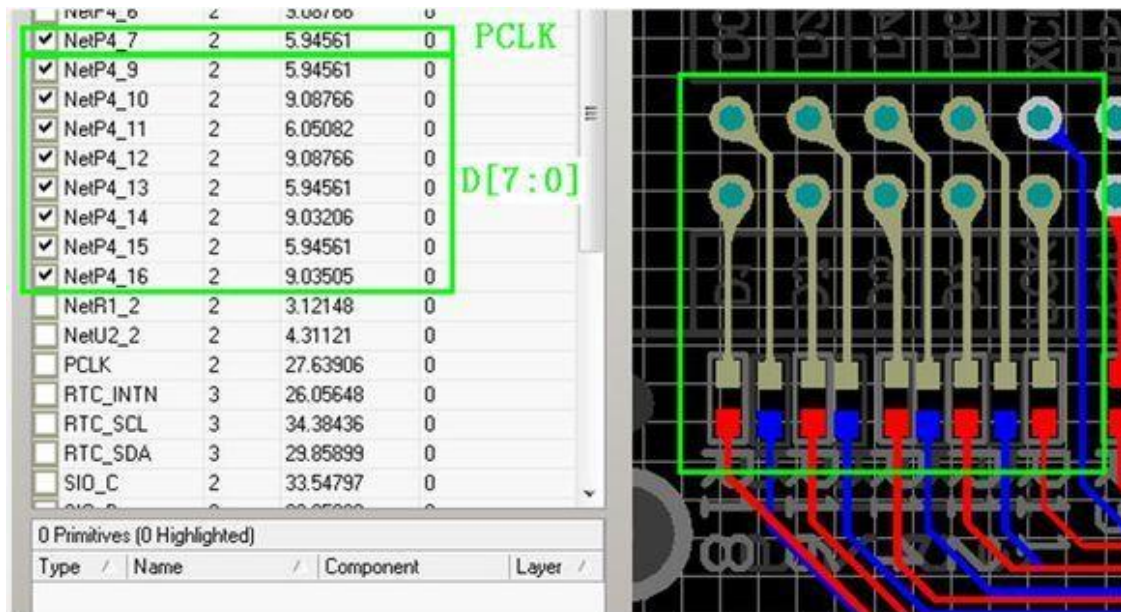 NetP4_7 2 5.94561 0 PCLK
NetP4_9 2 5.94561 0
NetP4_10 2 9.08766 0
NetP4_11 2 6.05082 0
NetP4_12 2 9.08766 0
NetP4_13 2 5.94561 0 D[7:0]
NetP4_14 2 9.03206 0
NetP4_15 2 5.94561 0
NetP4_16 2 9.03505 0
NetR1_2 2 3.12148 0
NetU2_2 2 4.31121 0
PCLK 2 27.63906 0
RTC_INTN 3 26.05648 0
RTC_SCL 3 34.38436 0
RTC_SDA 3 29.85899 0
SIO_C 2 33.54797 0
0 Primitives (0 Highlighted)
Type Name Component Layer